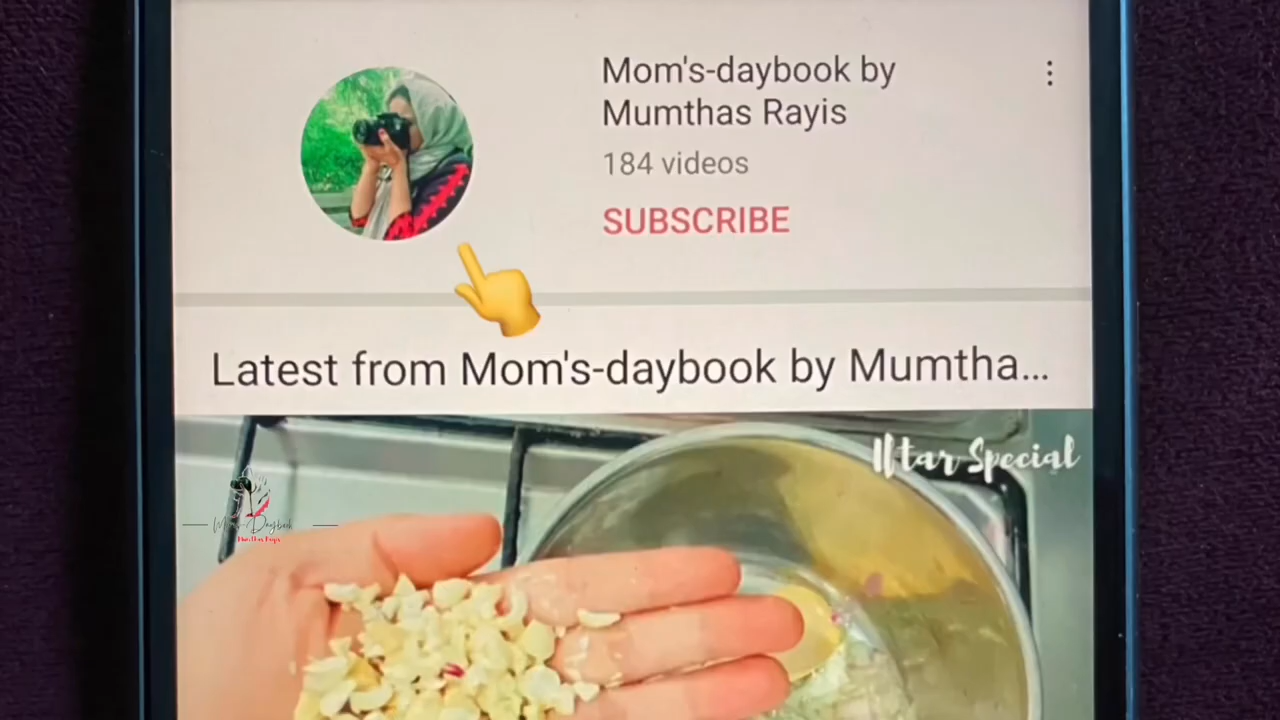 Mom's-daybook by
Mumthas Rayis
184 videos
SUBSCRIBE
Latest from Mom's-daybook by Mumtha...
Iftar Special